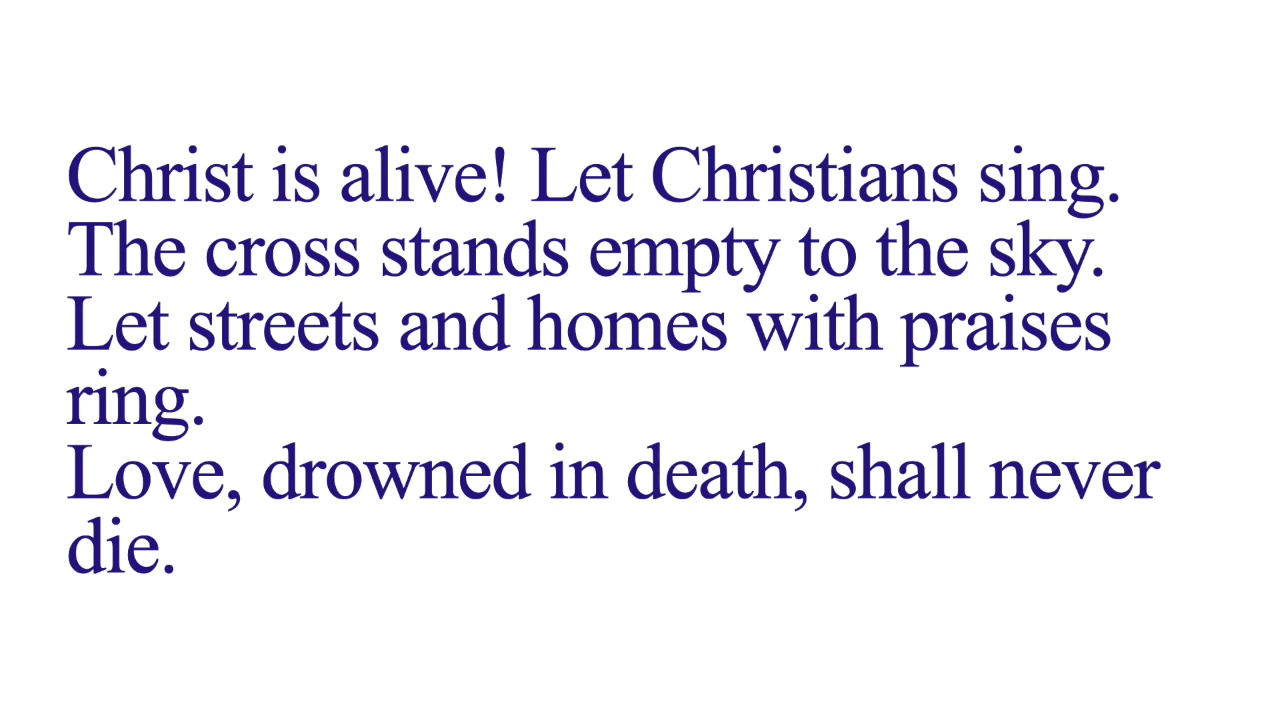 Christ is alive! Let Christians sing.
The cross stands empty to the sky.
Let streets and homes with praises
ring.
Love, drowned in death, shall never
die.